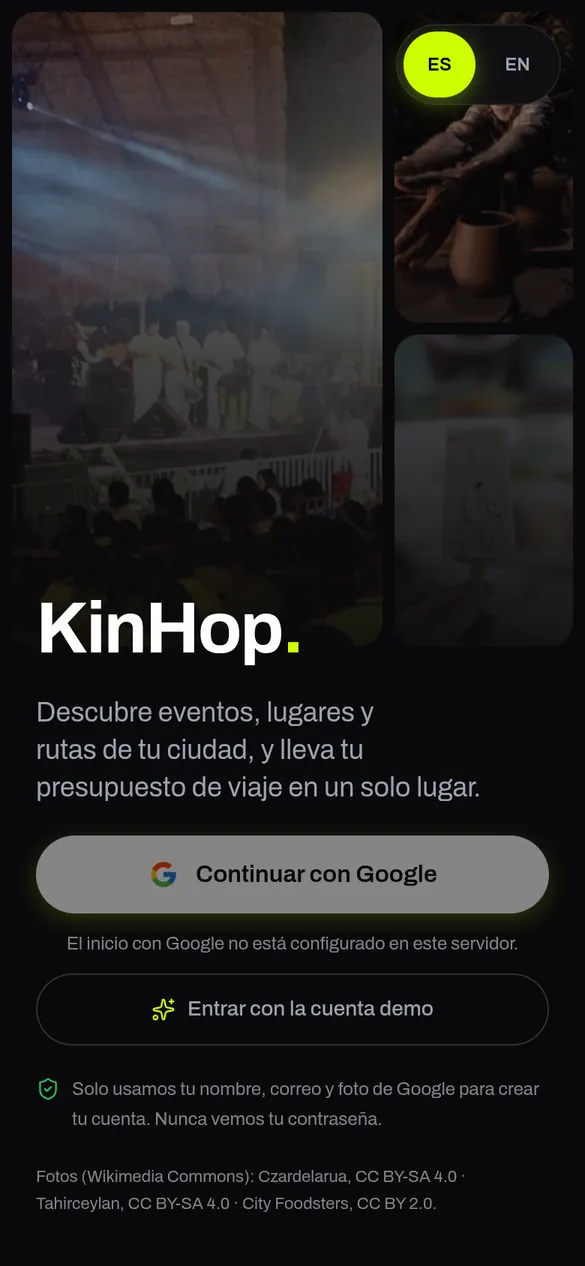 ES
EN
KinHop.
Descubre eventos, lugares y
rutas de tu ciudad, y lleva tu
presupuesto de viaje en un solo lugar.
Continuar con Google
El inicio con Google no está configurado en este servidor.
Entrar con la cuenta demo
Solo usamos tu nombre, correo y foto de Google para crear
tu cuenta. Nunca vemos tu contraseña.
Fotos (Wikimedia Commons): Czardelarua, CC BY-SA 4.0 ·
Tahirceylan, CC BY-SA 4.0 · City Foodsters, CC BY 2.0.